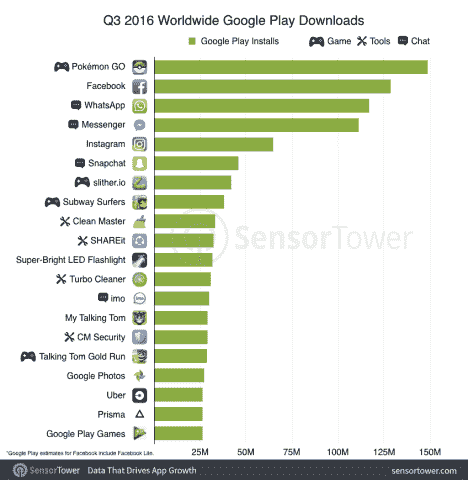 Q3 2016 Worldwide Google Play Downloads
Google Play Installs Game Tools Chat
Pokémon GO
Facebook
WhatsApp
Messenger
Instagram
Snapchat
slither.io
Subway Surfers
Clean Master
SHAREit
Super-Bright LED Flashlight
Turbo Cleaner
imo
My Talking Tom
CM Security
Talking Tom Gold Run
Google Photos
Uber
Prisma
Google Play Games
SensorTower
25M 50M 75M 100M 125M 150M
*Google Play estimates for Facebook include Facebook Lite.
SensorTower Data That Drives App Growth sensortower.com